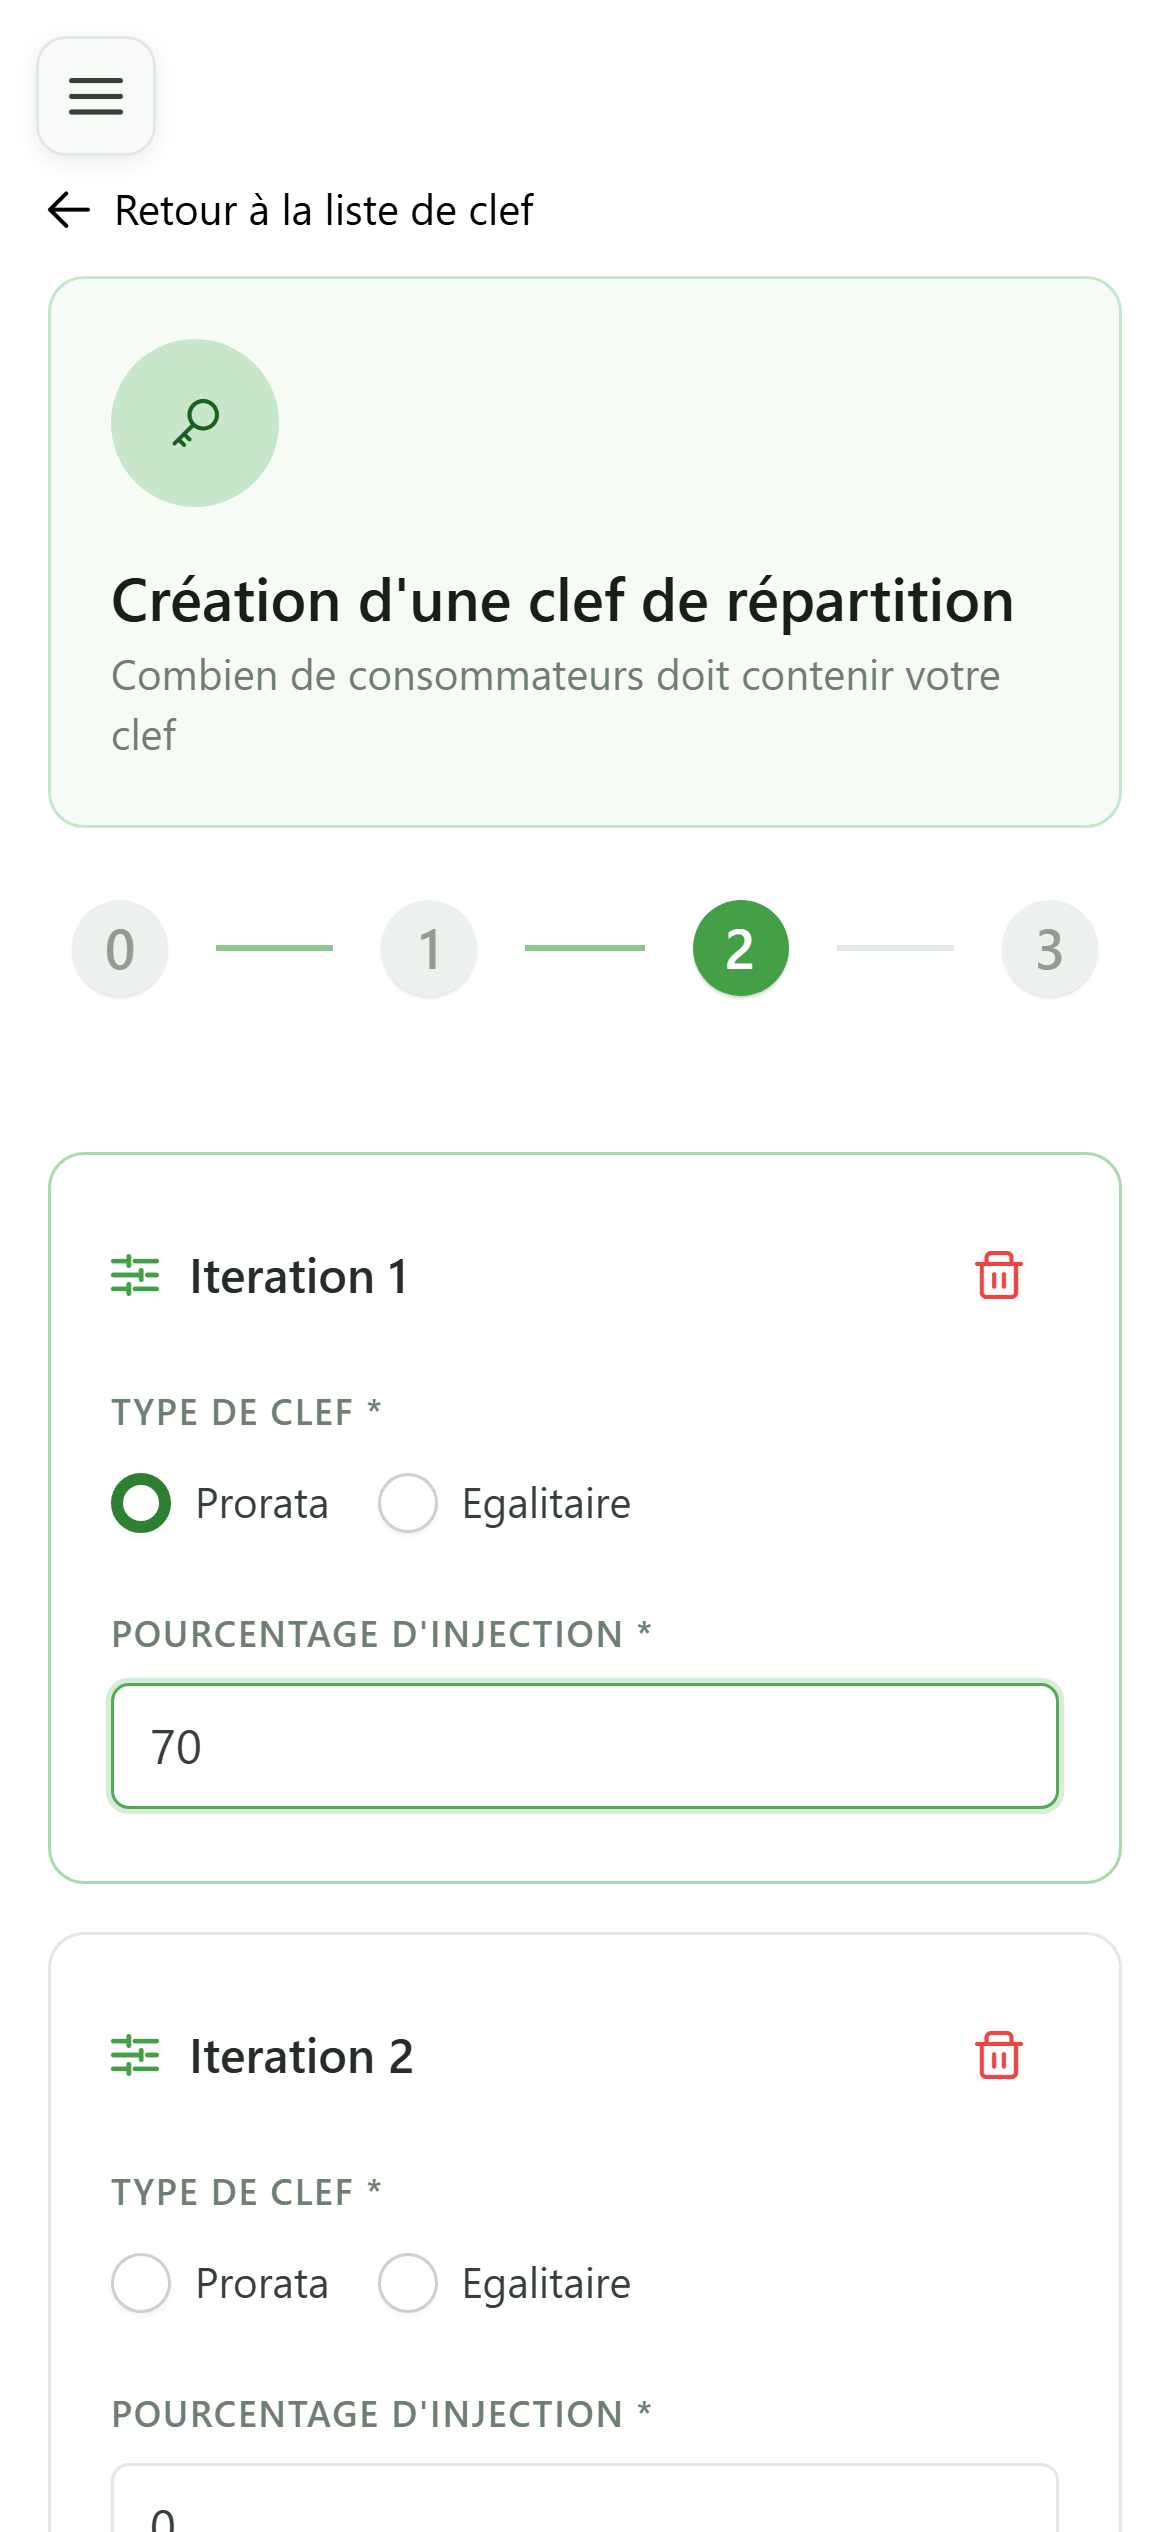 Retour à la liste de clef
Création d'une clef de répartition
Combien de consommateurs doit contenir votre
clef
0 1 2 3
Iteration 1
TYPE DE CLEF *
Prorata Egalitaire
POURCENTAGE D'INJECTION *
70
Iteration 2
TYPE DE CLEF *
Prorata Egalitaire
POURCENTAGE D'INJECTION *
0